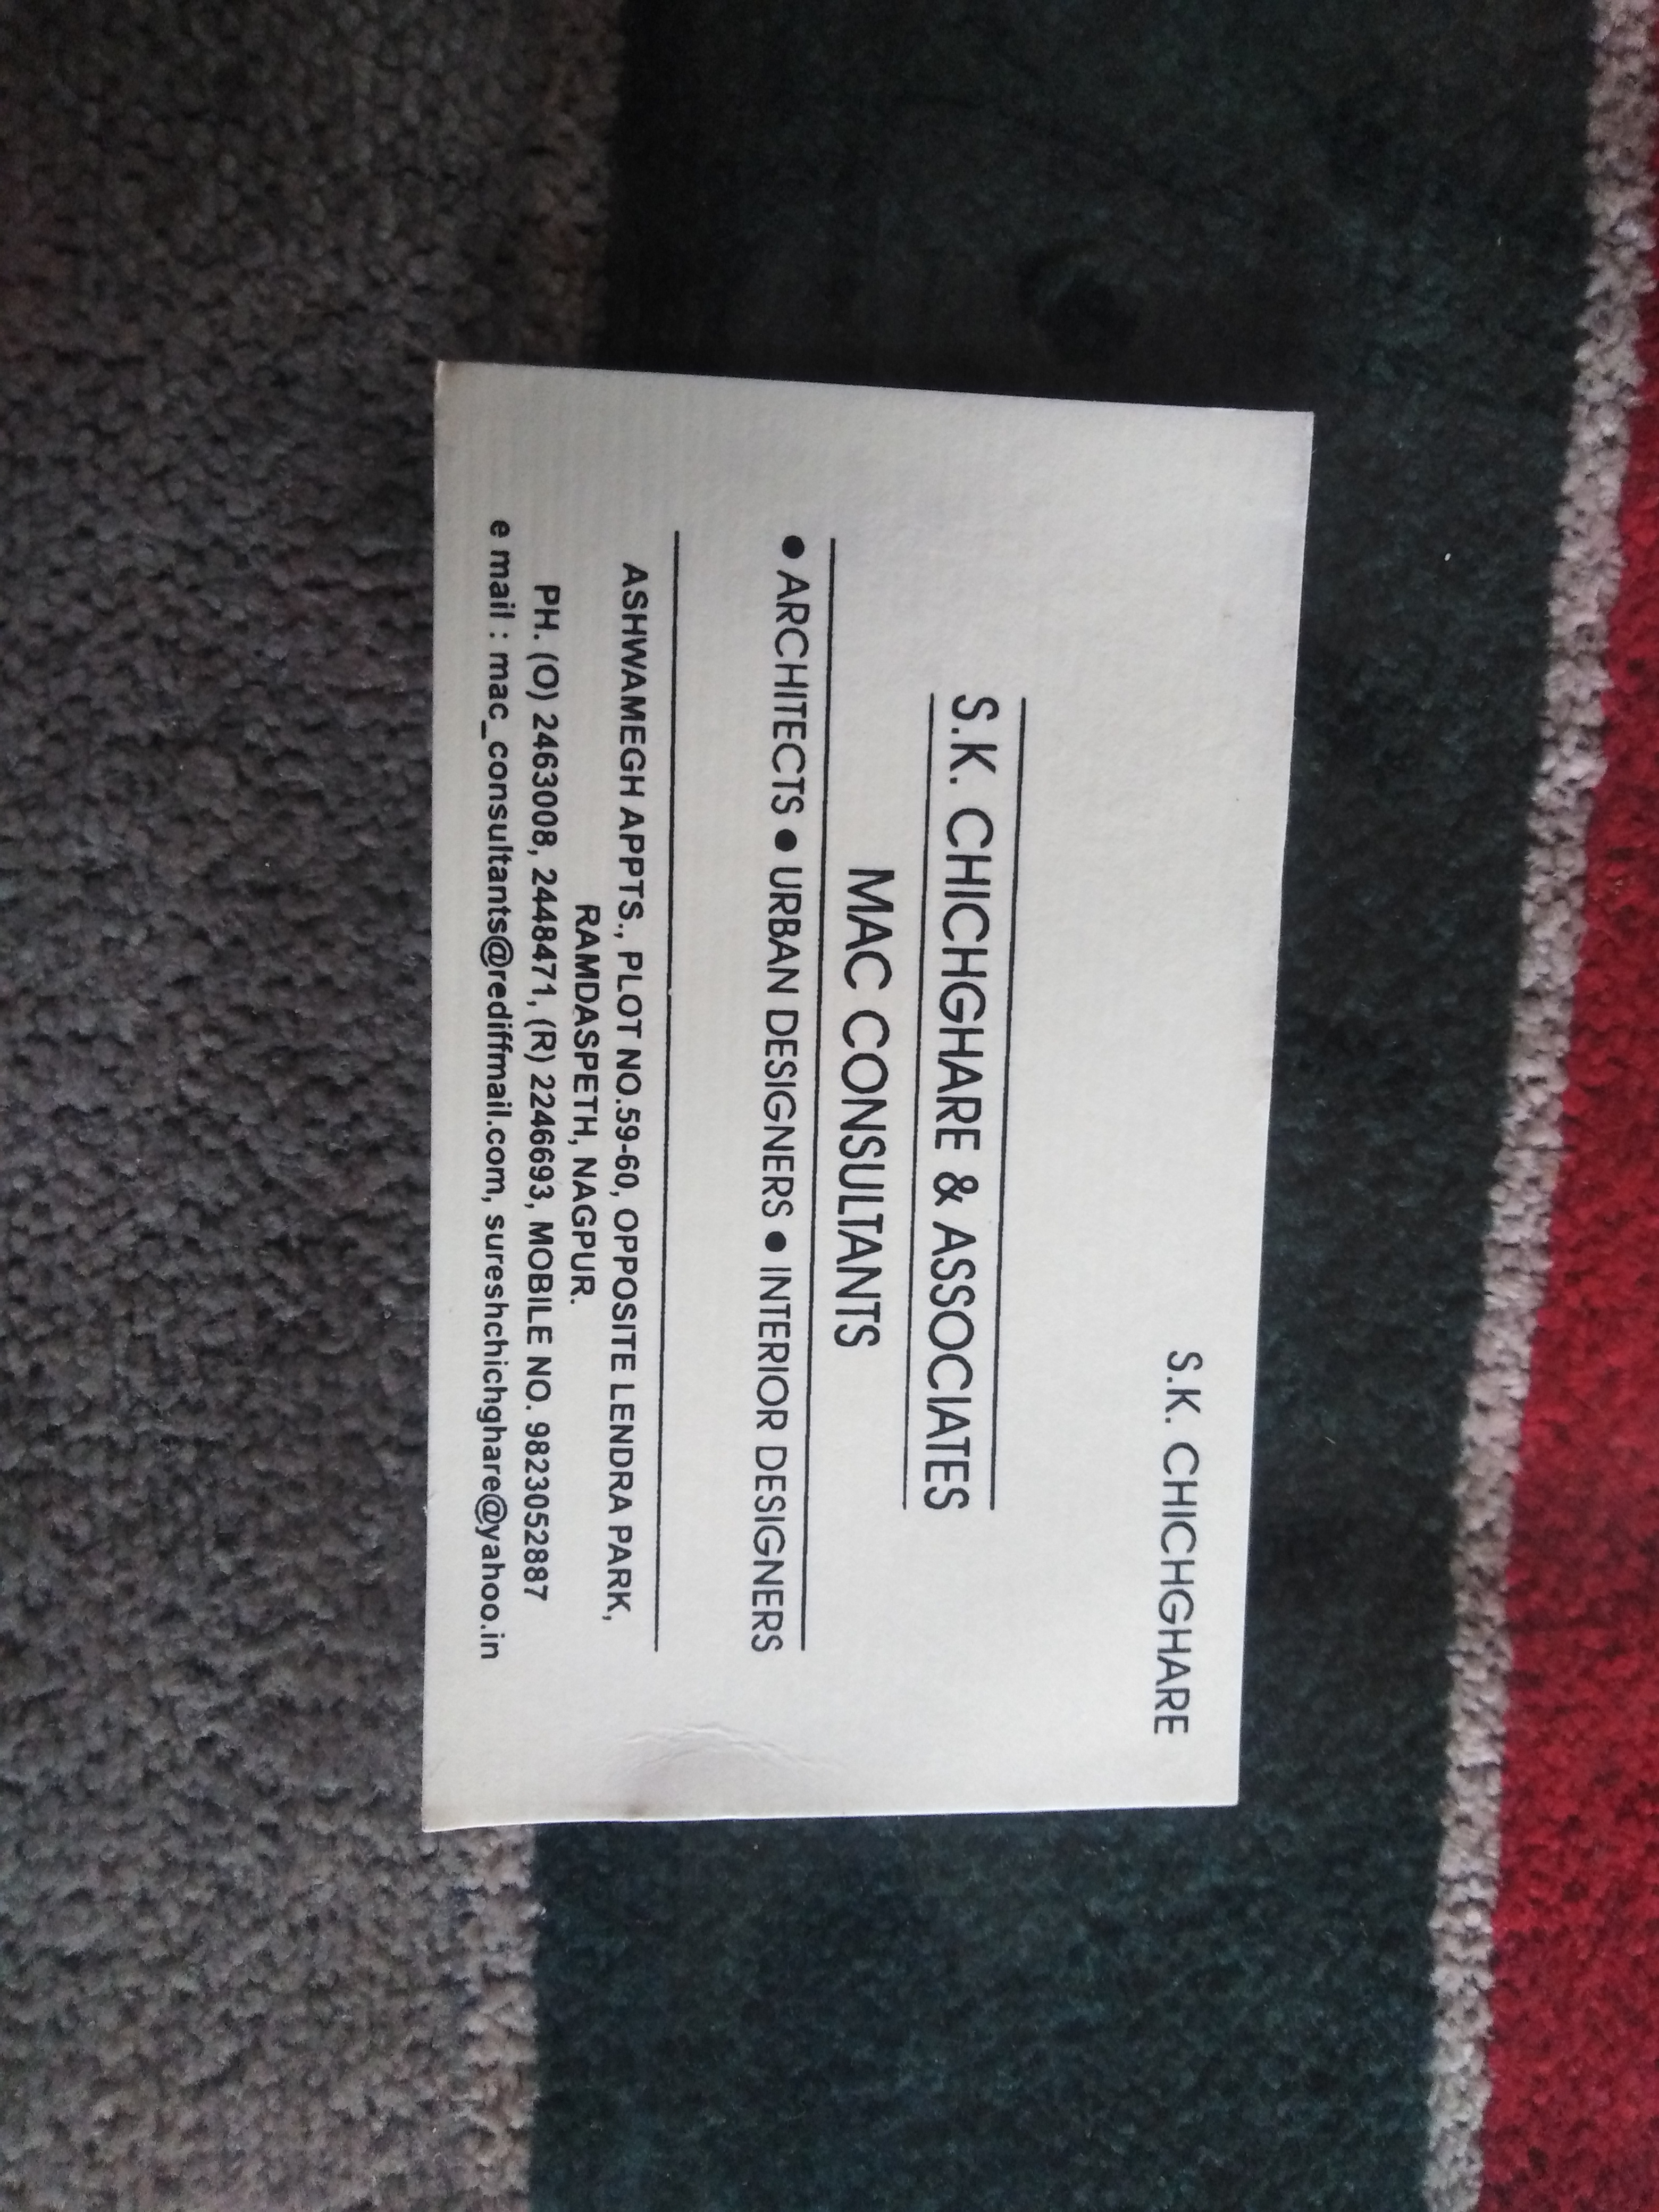 S.K. CHICHGHARE
S.K. CHICHGHARE & ASSOCIATES
MAC CONSULTANTS
● ARCHITECTS ● URBAN DESIGNERS ● INTERIOR DESIGNERS
ASHWAMEGH APPTS., PLOT NO.59-60, OPPOSITE LENDRA PARK,
RAMDASPETH, NAGPUR.
PH. (O) 2463008, 2448471, (R) 2246693, MOBILE NO. 9823052887
e mail : mac_consultants@rediffmail.com, sureshchichghare@yahoo.in